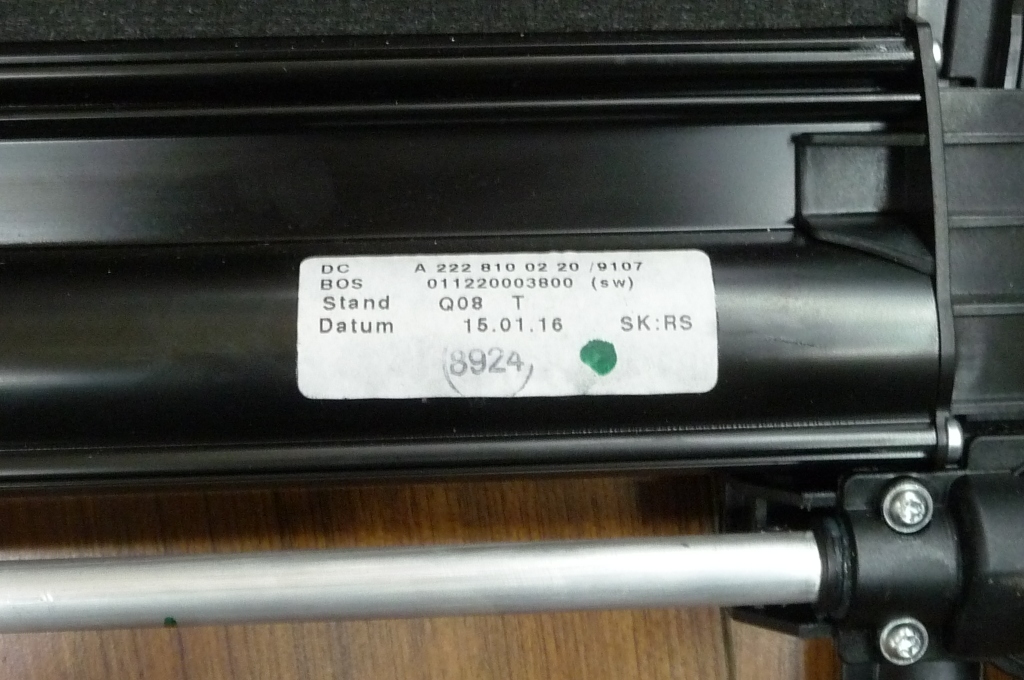 DC A 222 810 02 20 /9107
BOS 011220003800 (sw)
Stand Q08 T
Datum 15.01.16 SK:RS
8924